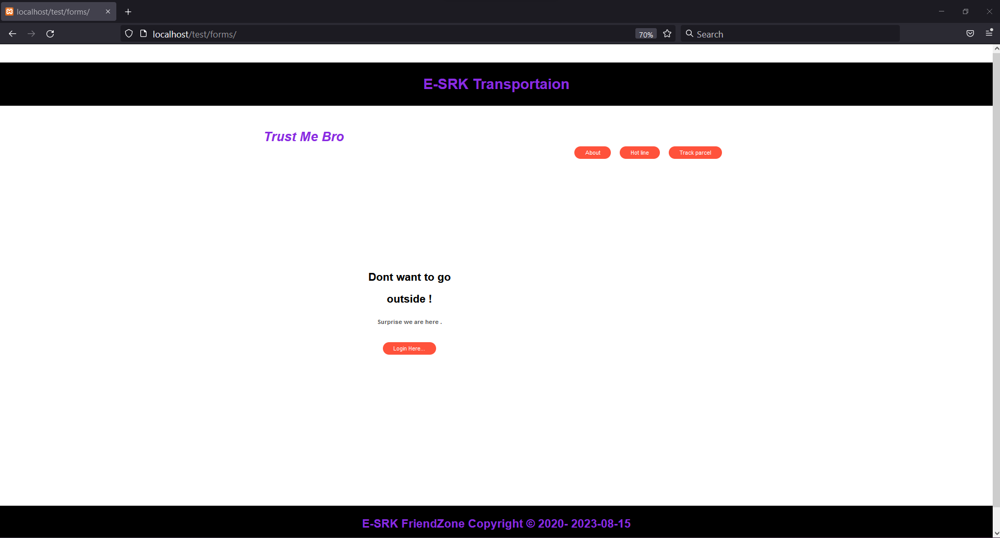 localhost/test/forms/
localhost/test/forms/
70%
Search
E-SRK Transportaion
Trust Me Bro
About
Hot line
Track parcel
Dont want to go
outside !
Surprise we are here .
Login Here...
E-SRK FriendZone Copyright © 2020- 2023-08-15